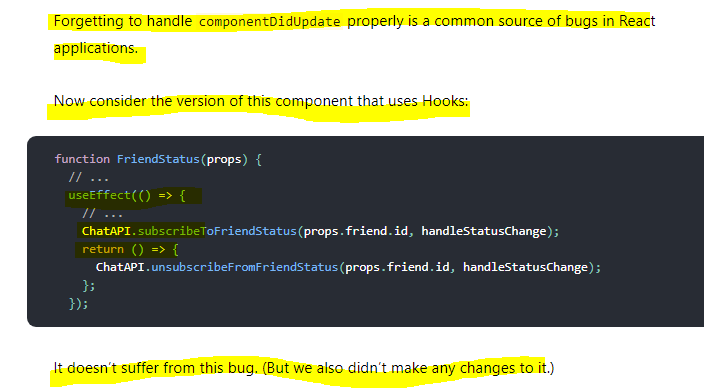 Forgetting to handle componentDidUpdate properly is a common source of bugs in React
applications.
Now consider the version of this component that uses Hooks:
function FriendStatus(props) {
  // ...
  useEffect(() => {
    // ...
    ChatAPI.subscribeToFriendStatus(props.friend.id, handleStatusChange);
    return () => {
      ChatAPI.unsubscribeFromFriendStatus(props.friend.id, handleStatusChange);
    };
  });
It doesn’t suffer from this bug. (But we also didn’t make any changes to it.)